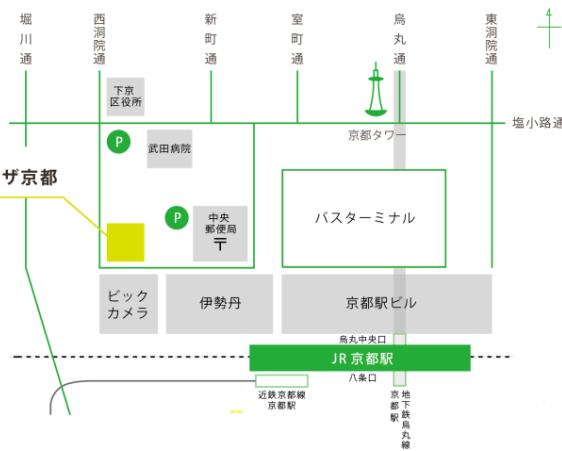 堀川通
西洞院通
新町通
室町通
烏丸通
東洞院通
4
下京
区役所
塩小路通
京都タワー
P
武田病院
ザ京都
P
中央
郵便局
〒
バスターミナル
ビック
カメラ
伊勢丹
京都駅ビル
烏丸中央口
JR 京都駅
八条口
近鉄京都線
京都駅
地下鉄烏丸線
京都駅